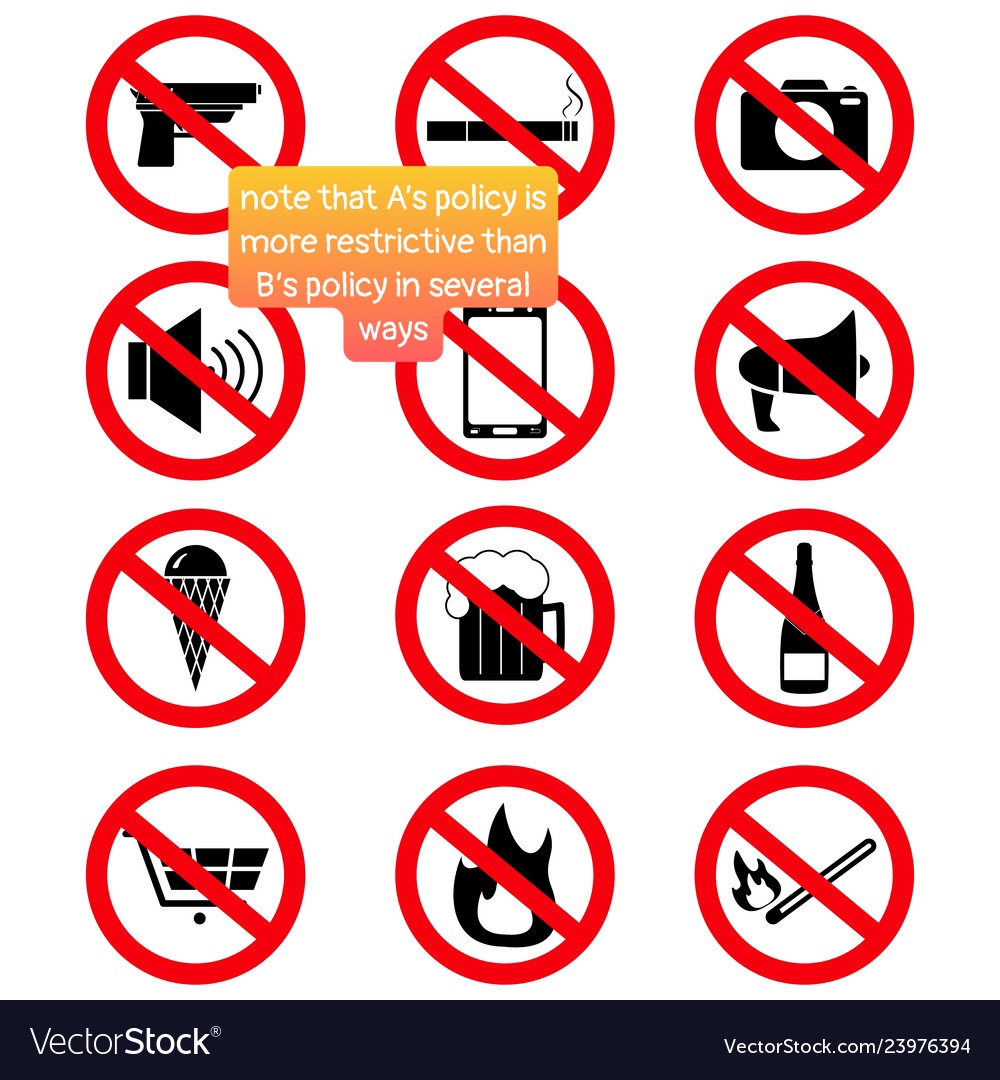 note that A's policy is
more restrictive than
B's policy in several
ways
VectorStock®
VectorStock.com/23976394